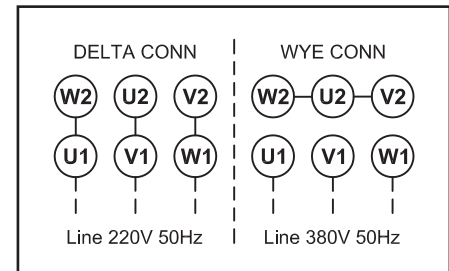 DELTA CONN
W2 U2 V2
U1 V1 W1
Line 220V 50Hz
WYE CONN
W2 U2 V2
U1 V1 W1
Line 380V 50Hz